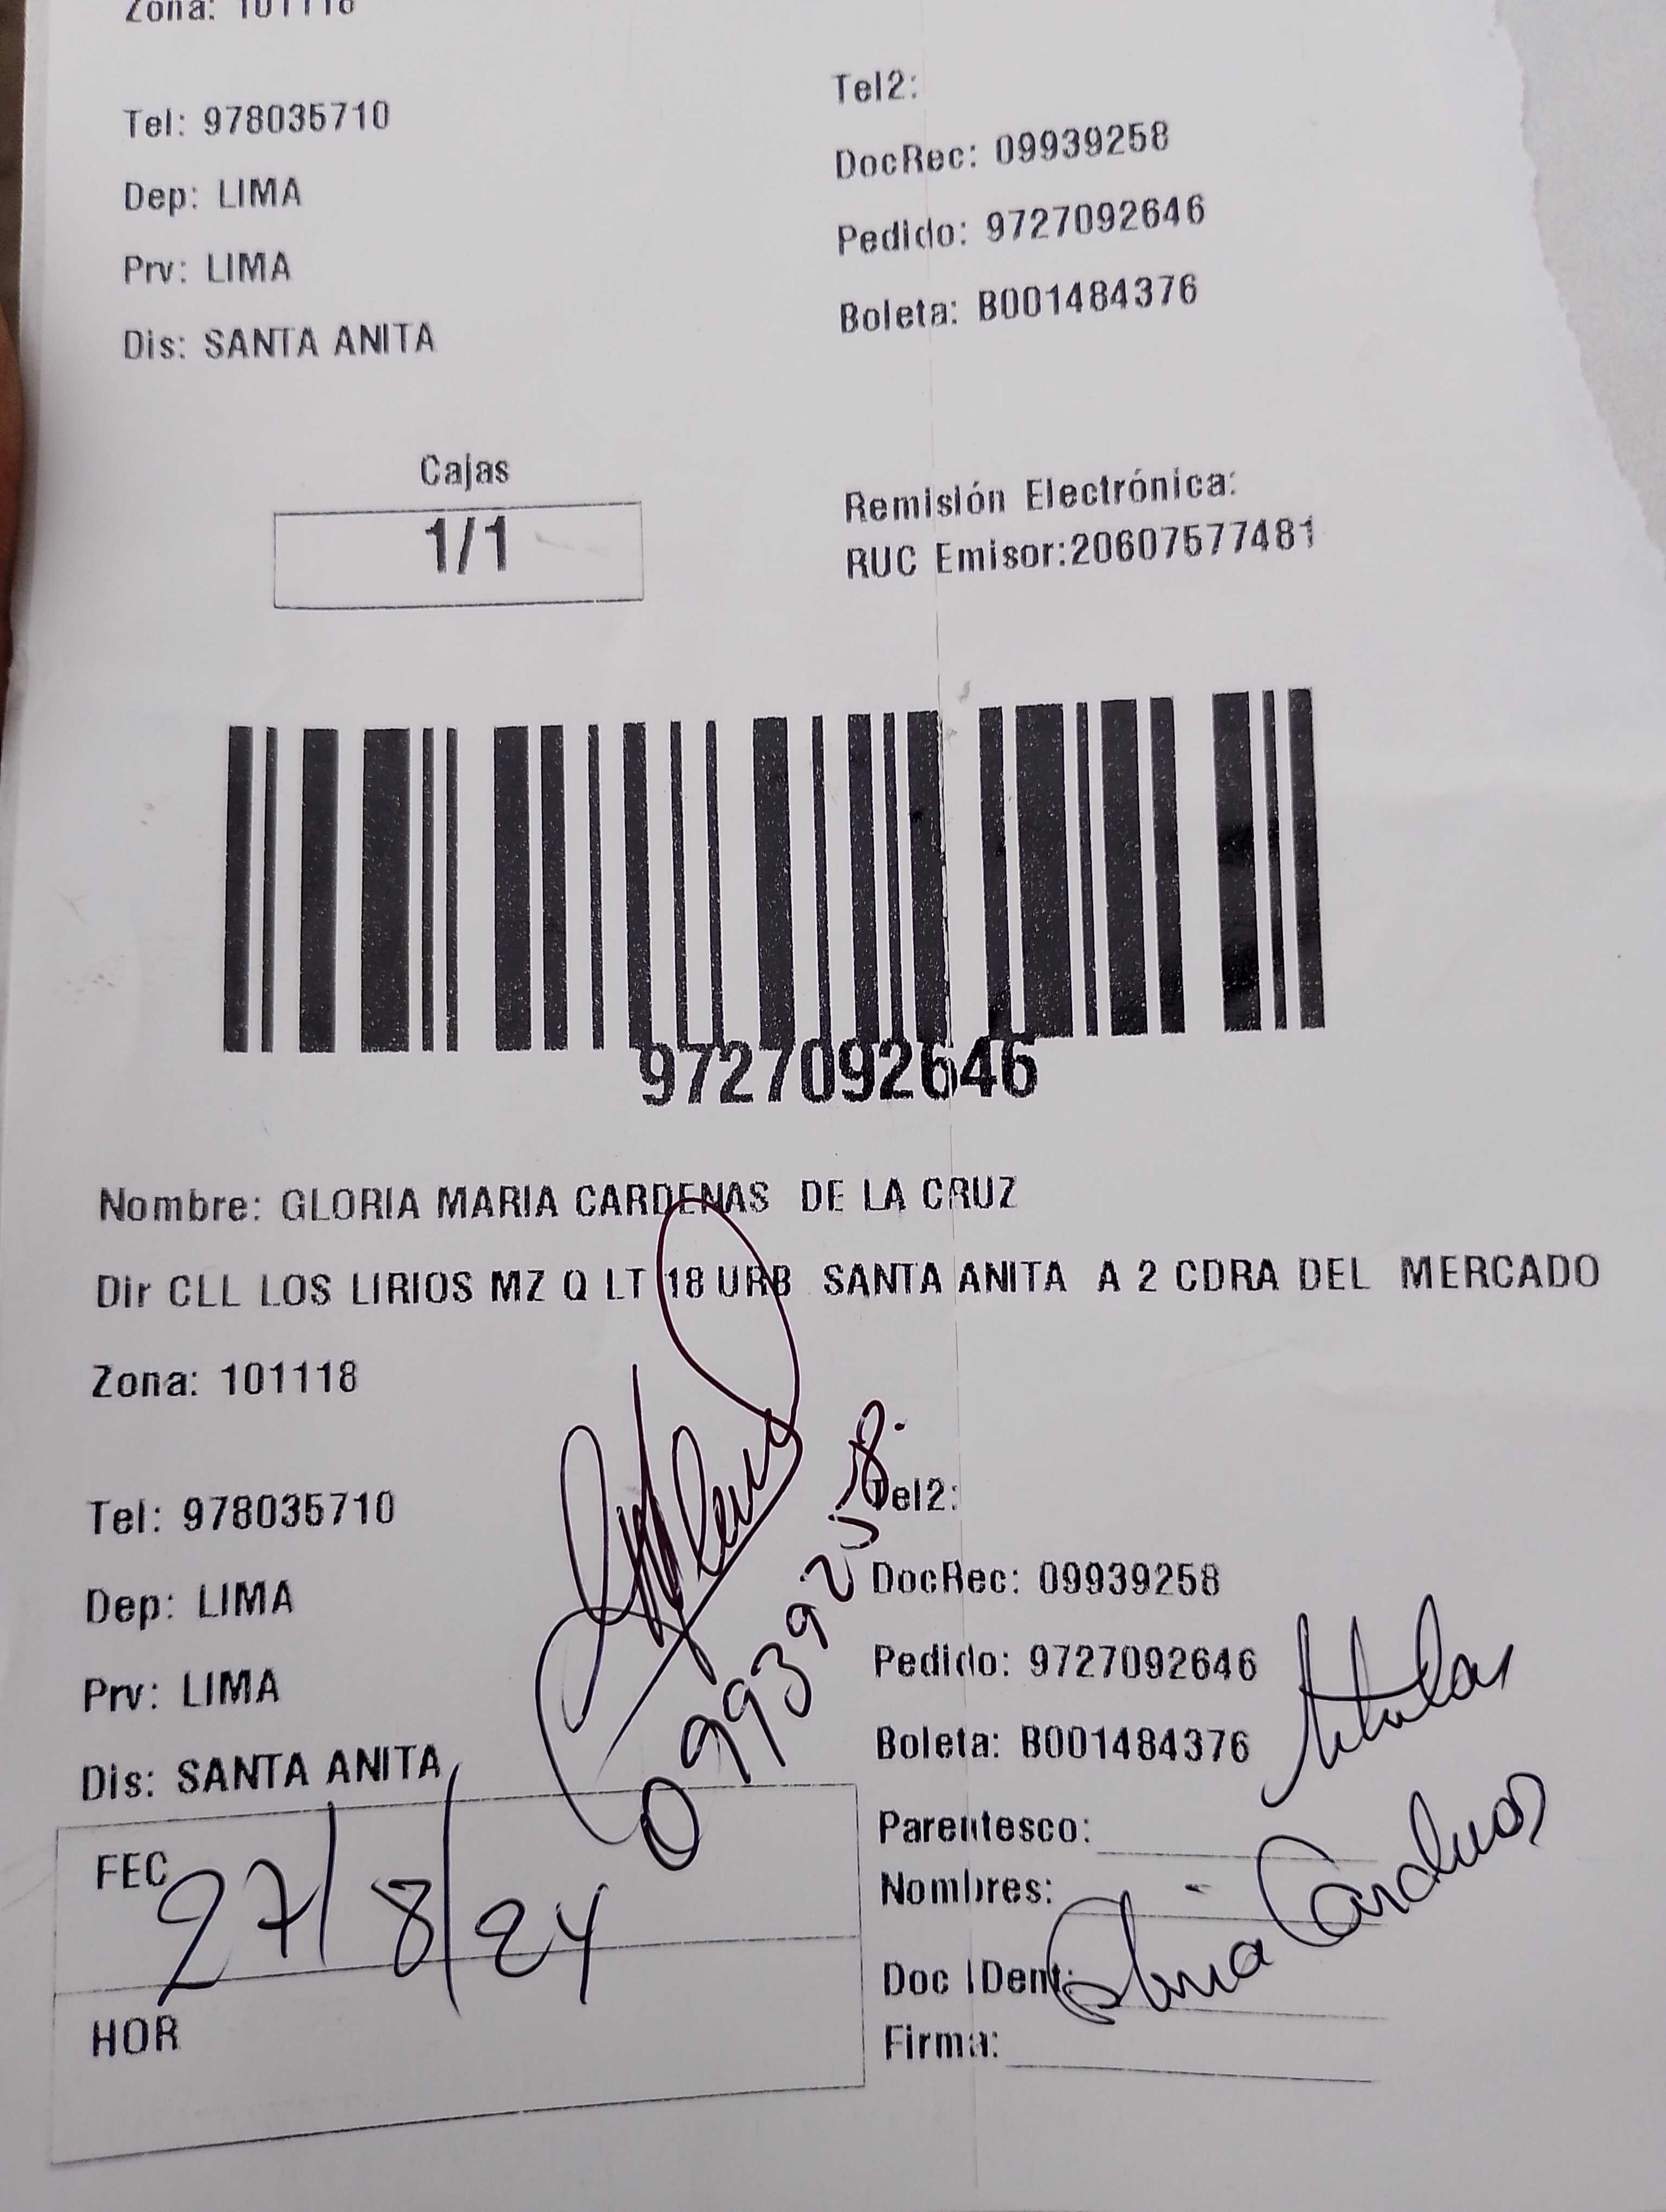 Zona: 101118
Tel: 978035710
Tel2:
Dep: LIMA
DocRec: 09939258
Prv: LIMA
Pedido: 9727092646
Dis: SANTA ANITA
Boleta: B001484376
Cajas
1/1
Remisión Electrónica:
RUC Emisor:20607577481
9727092646
Nombre: GLORIA MARIA CARDENAS DE LA CRUZ
Dir CLL LOS LIRIOS MZ Q LT 18 URB SANTA ANITA A 2 CDRA DEL MERCADO
Zona: 101118
Tel: 978035710
Tel2:
Dep: LIMA
DocRec: 09939258
Prv: LIMA
Pedido: 9727092646
Dis: SANTA ANITA
Boleta: B001484376
09939258.
titular
Parentesco:
Nombres:
Gloria Cardenas
Doc IDent:
Firma:
FEC
27/8/24
HOR